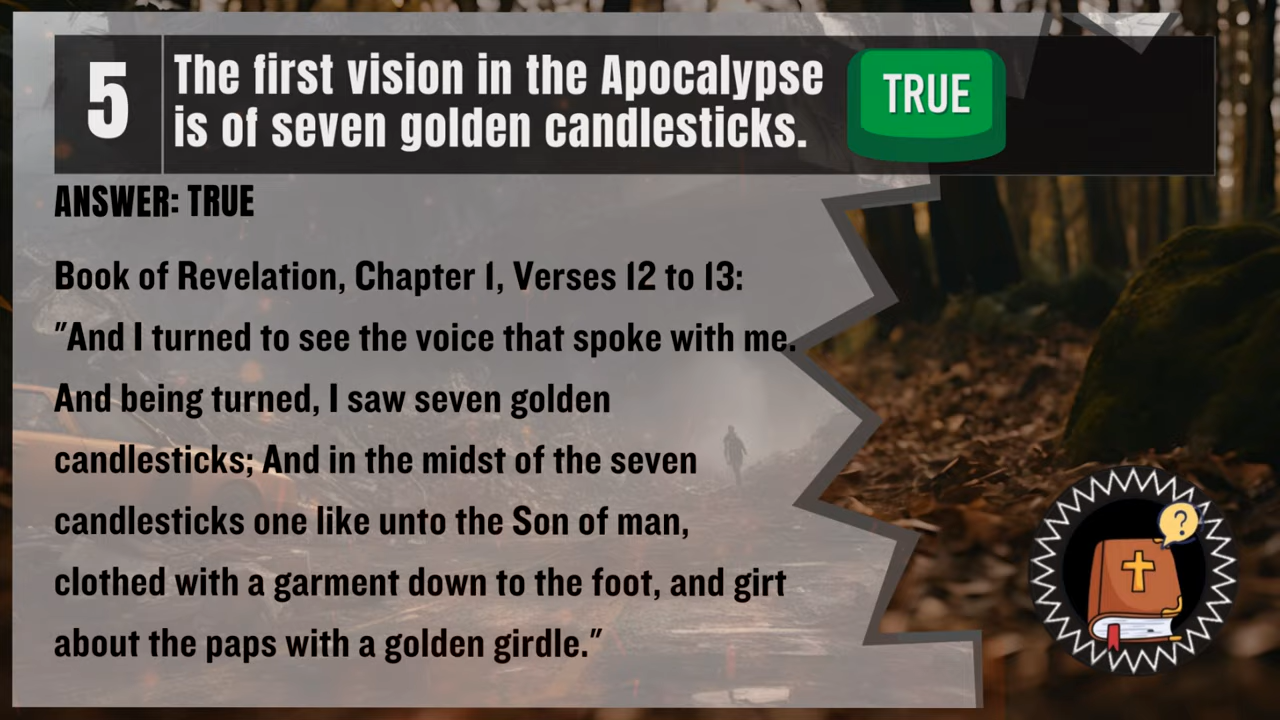 5
The first vision in the Apocalypse
is of seven golden candlesticks.
TRUE
ANSWER: TRUE
Book of Revelation, Chapter 1, Verses 12 to 13:
"And I turned to see the voice that spoke with me.
And being turned, I saw seven golden
candlesticks; And in the midst of the seven
candlesticks one like unto the Son of man,
clothed with a garment down to the foot, and girt
about the paps with a golden girdle."
?